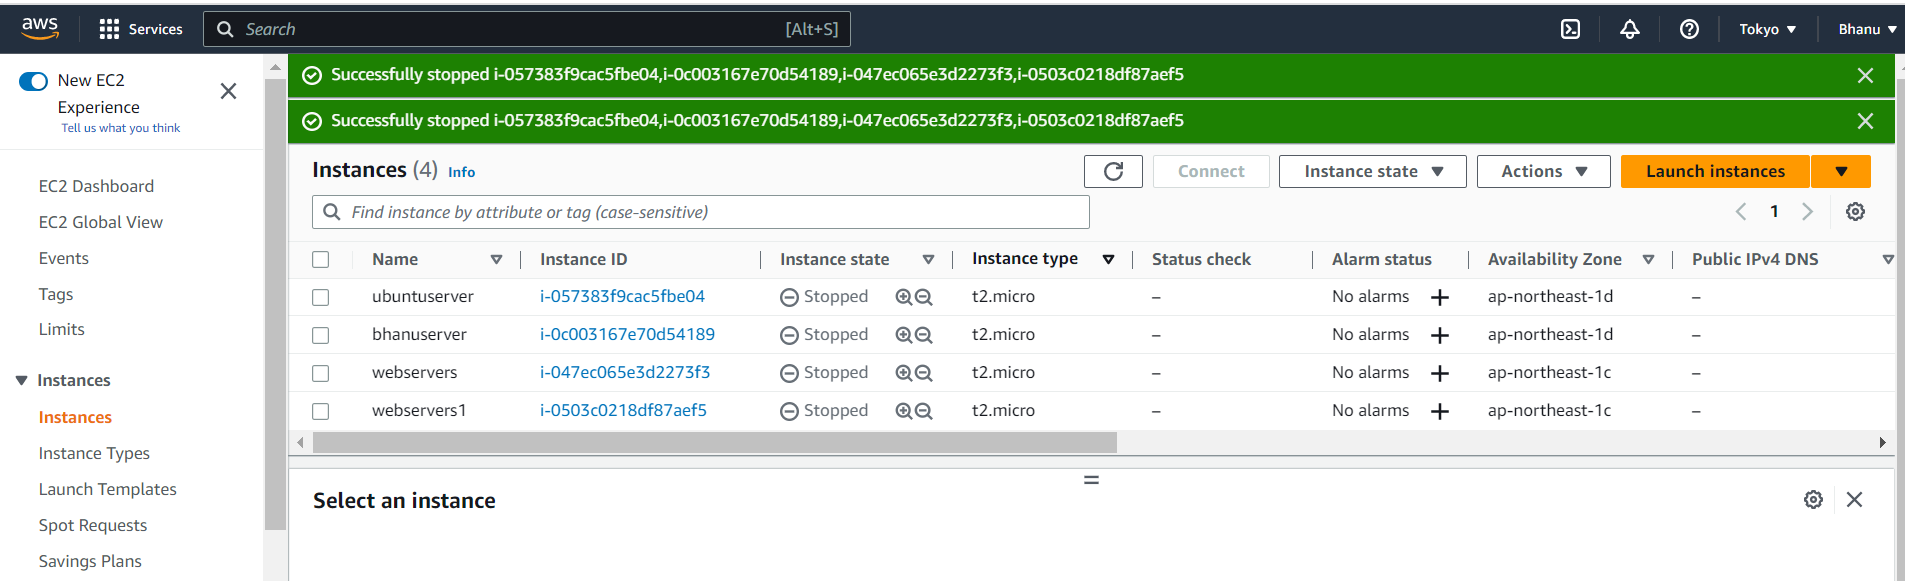 aws Services Search [Alt+S] Tokyo Bhanu
New EC2
Experience
Tell us what you think
EC2 Dashboard
EC2 Global View
Events
Tags
Limits
Instances
Instances
Instance Types
Launch Templates
Spot Requests
Savings Plans
Successfully stopped i-057383f9cac5fbe04,i-0c003167e70d54189,i-047ec065e3d2273f3,i-0503c0218df87aef5
Successfully stopped i-057383f9cac5fbe04,i-0c003167e70d54189,i-047ec065e3d2273f3,i-0503c0218df87aef5
Instances (4) Info Connect Instance state Actions Launch instances
Find instance by attribute or tag (case-sensitive) 1
Name Instance ID Instance state Instance type Status check Alarm status Availability Zone Public IPv4 DNS
ubuntuserver i-057383f9cac5fbe04 Stopped t2.micro – No alarms + ap-northeast-1d –
bhanuserver i-0c003167e70d54189 Stopped t2.micro – No alarms + ap-northeast-1d –
webservers i-047ec065e3d2273f3 Stopped t2.micro – No alarms + ap-northeast-1c –
webservers1 i-0503c0218df87aef5 Stopped t2.micro – No alarms + ap-northeast-1c –
Select an instance